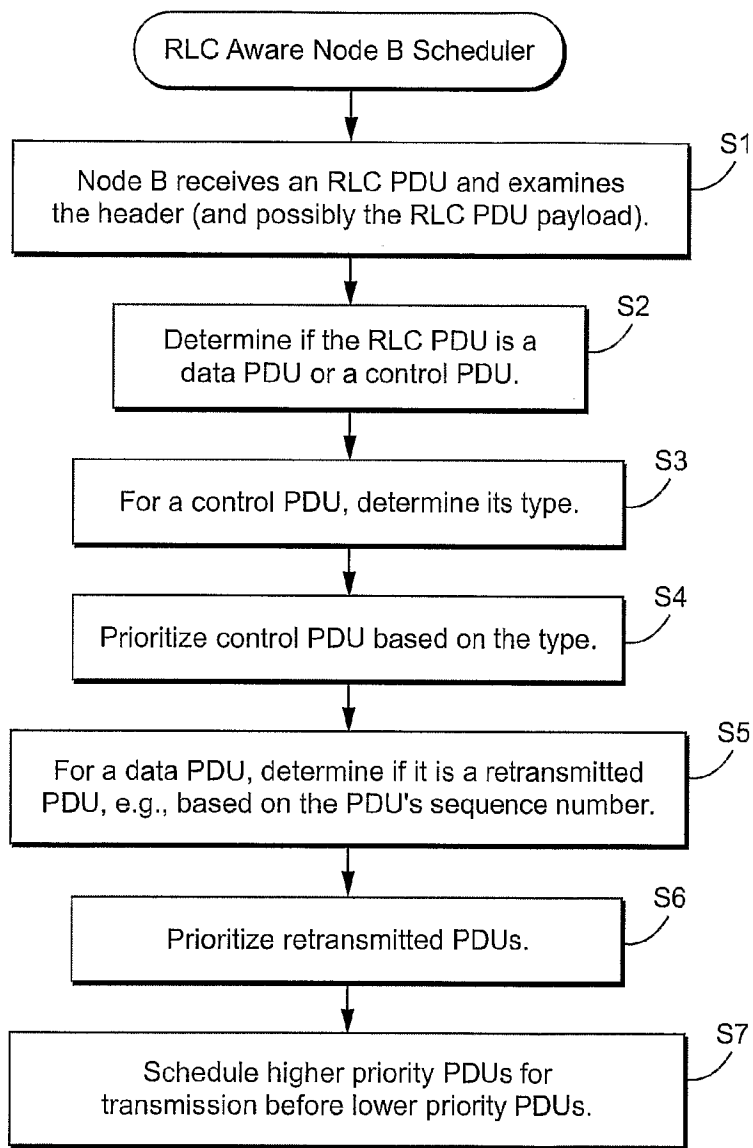 RLC Aware Node B Scheduler
S1
Node B receives an RLC PDU and examines
the header (and possibly the RLC PDU payload).
S2
Determine if the RLC PDU is a
data PDU or a control PDU.
S3
For a control PDU, determine its type.
S4
Prioritize control PDU based on the type.
S5
For a data PDU, determine if it is a retransmitted
PDU, e.g., based on the PDU's sequence number.
S6
Prioritize retransmitted PDUs.
S7
Schedule higher priority PDUs for
transmission before lower priority PDUs.